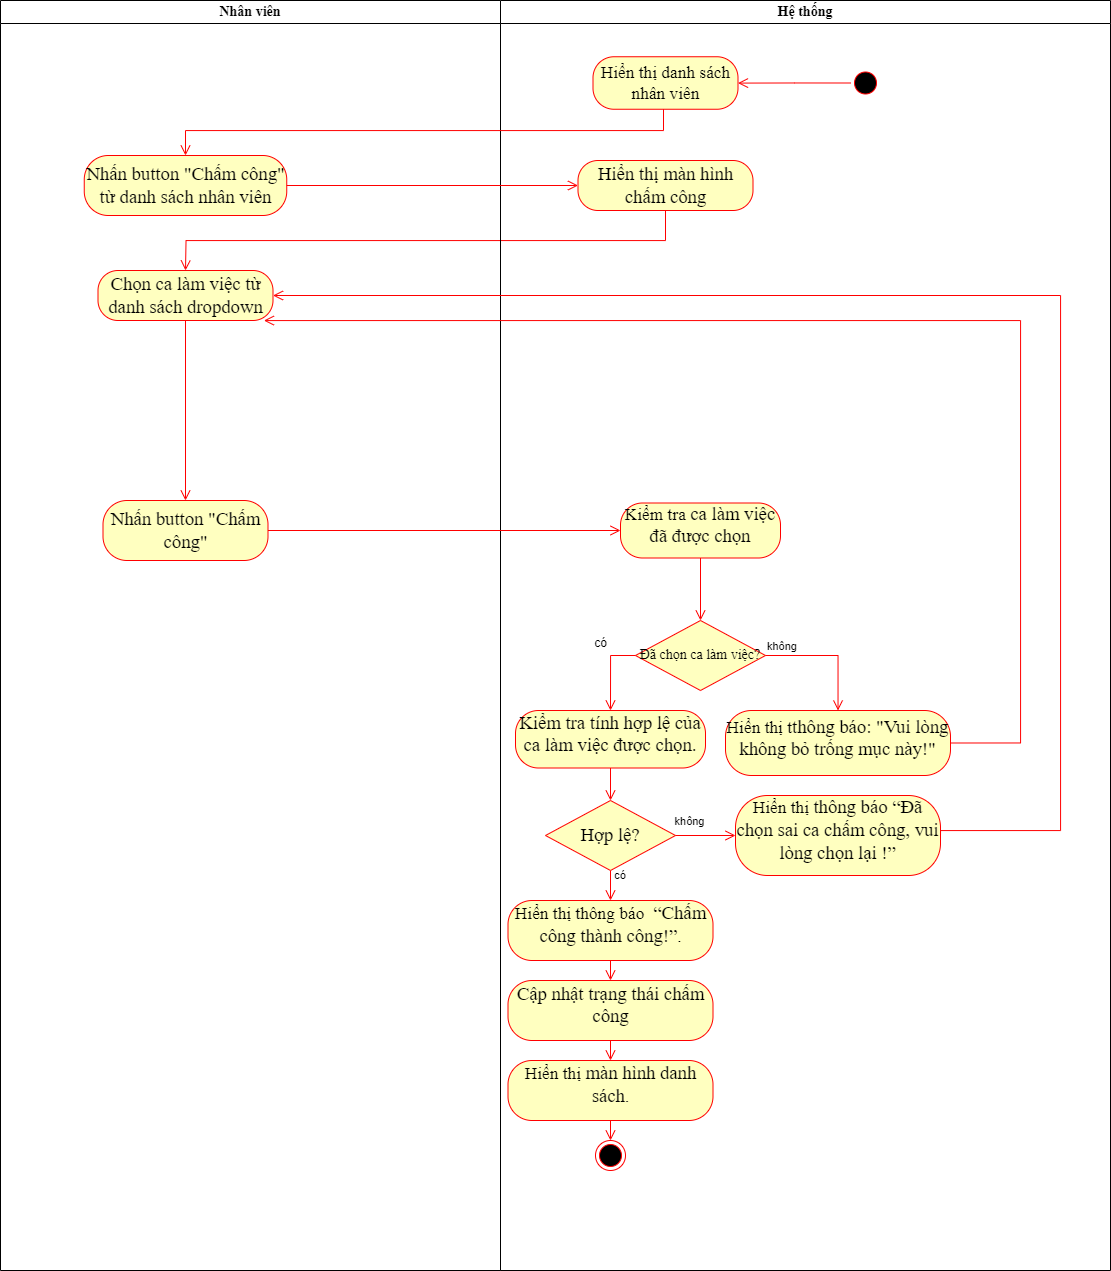 Nhân viên
Hệ thống
Hiển thị danh sách
nhân viên
Nhấn button "Chấm công"
từ danh sách nhân viên
Hiển thị màn hình
chấm công
Chọn ca làm việc từ
danh sách dropdown
Nhấn button "Chấm
công"
Kiểm tra ca làm việc
đã được chọn
có
Đã chọn ca làm việc?
không
Kiểm tra tính hợp lệ của
ca làm việc được chọn.
Hiển thị tthông báo: "Vui lòng
không bỏ trống mục này!"
Hợp lệ?
không
Hiển thị thông báo “Đã
chọn sai ca chấm công, vui
lòng chọn lại !”
có
Hiển thị thông báo “Chấm
công thành công!”.
Cập nhật trạng thái chấm
công
Hiển thị màn hình danh
sách.